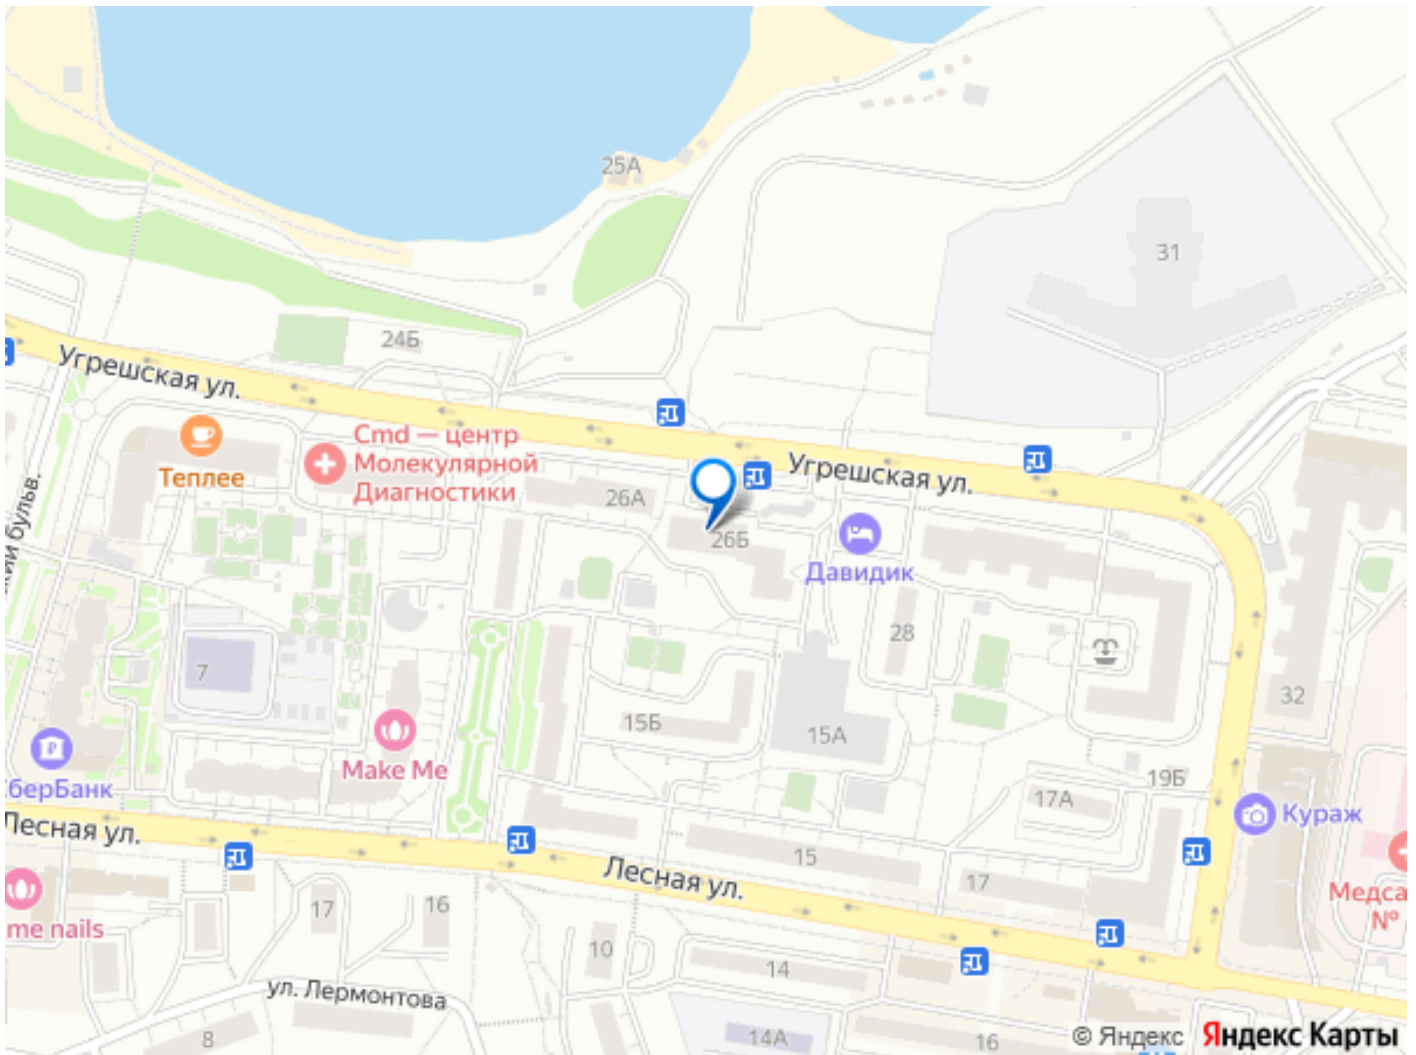 25А
31
24Б
Угрешская ул.
Cmd — центр
Молекулярной
Диагностики
Теплее
26А
Угрешская ул.
26Б
Давидик
28
7
32
15Б
15А
Make Me
19Б
17А
берБанк
Кураж
Лесная ул.
15
Лесная ул.
17
Медса
№
me nails
17
16
10
14
ул. Лермонтова
8
14А
16
© Яндекс
Яндекс Карты